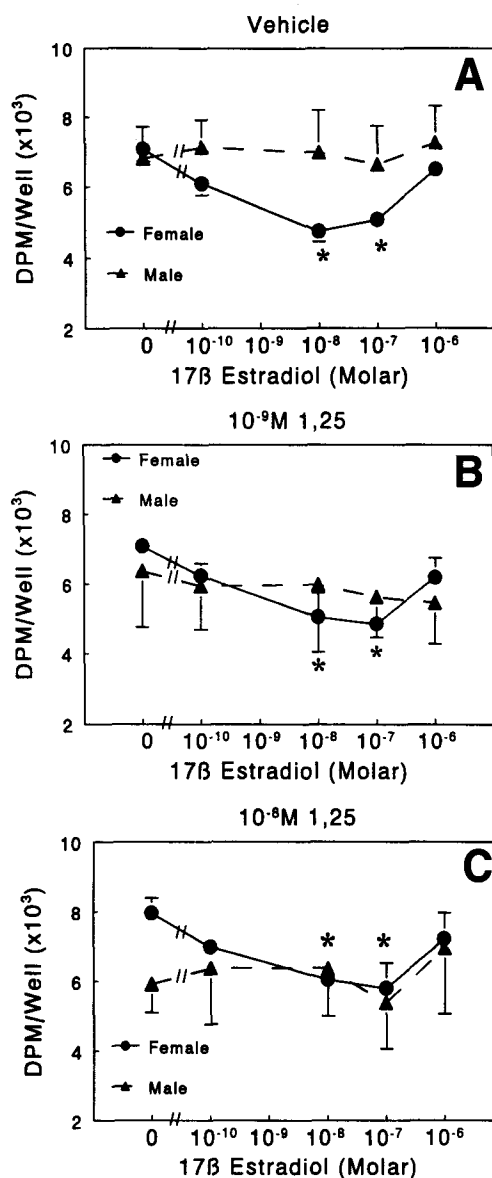 Vehicle
A
10
8
6
4
2
DPM/Well (x10³)
Female
Male
*
*
0 10⁻¹⁰ 10⁻⁹ 10⁻⁸ 10⁻⁷ 10⁻⁶
17ß Estradiol (Molar)
10⁻⁹M 1,25
B
10
8
6
4
2
DPM/Well (x10³)
Female
Male
*
*
0 10⁻¹⁰ 10⁻⁹ 10⁻⁸ 10⁻⁷ 10⁻⁶
17ß Estradiol (Molar)
10⁻⁸M 1,25
C
10
8
6
4
2
DPM/Well (x10³)
*
*
Female
Male
0 10⁻¹⁰ 10⁻⁹ 10⁻⁸ 10⁻⁷ 10⁻⁶
17ß Estradiol (Molar)